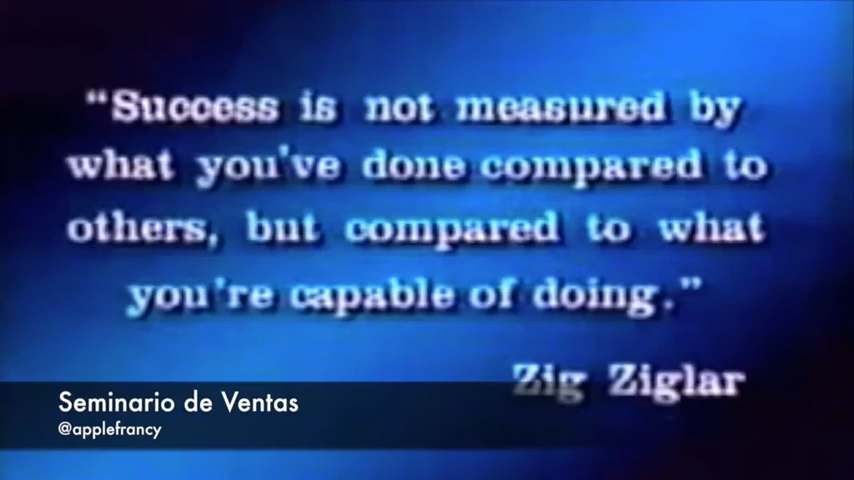 “Success is not measured by
what you've done compared to
others, but compared to what
you're capable of doing.”
Zig Ziglar
Seminario de Ventas
@applefrancy